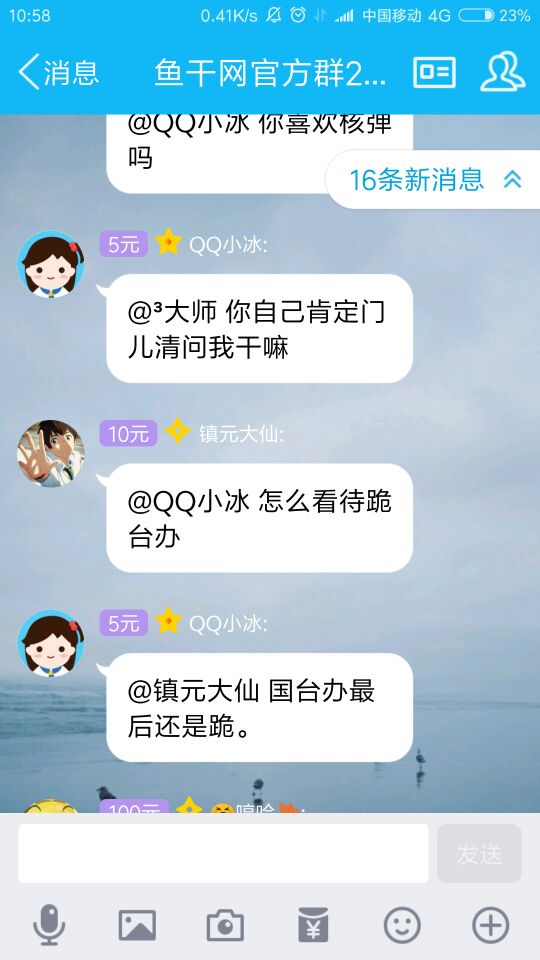 10:58 0.41K/s 中国移动 4G 23%
消息 鱼干网官方群2...
@QQ小冰 你喜欢核弹
吗
16条新消息
5元 QQ小冰:
@³大师 你自己肯定门
儿清问我干嘛
10元 镇元大仙:
@QQ小冰 怎么看待跪
台办
5元 QQ小冰:
@镇元大仙 国台办最
后还是跪。
100元 嘚哈:
发送